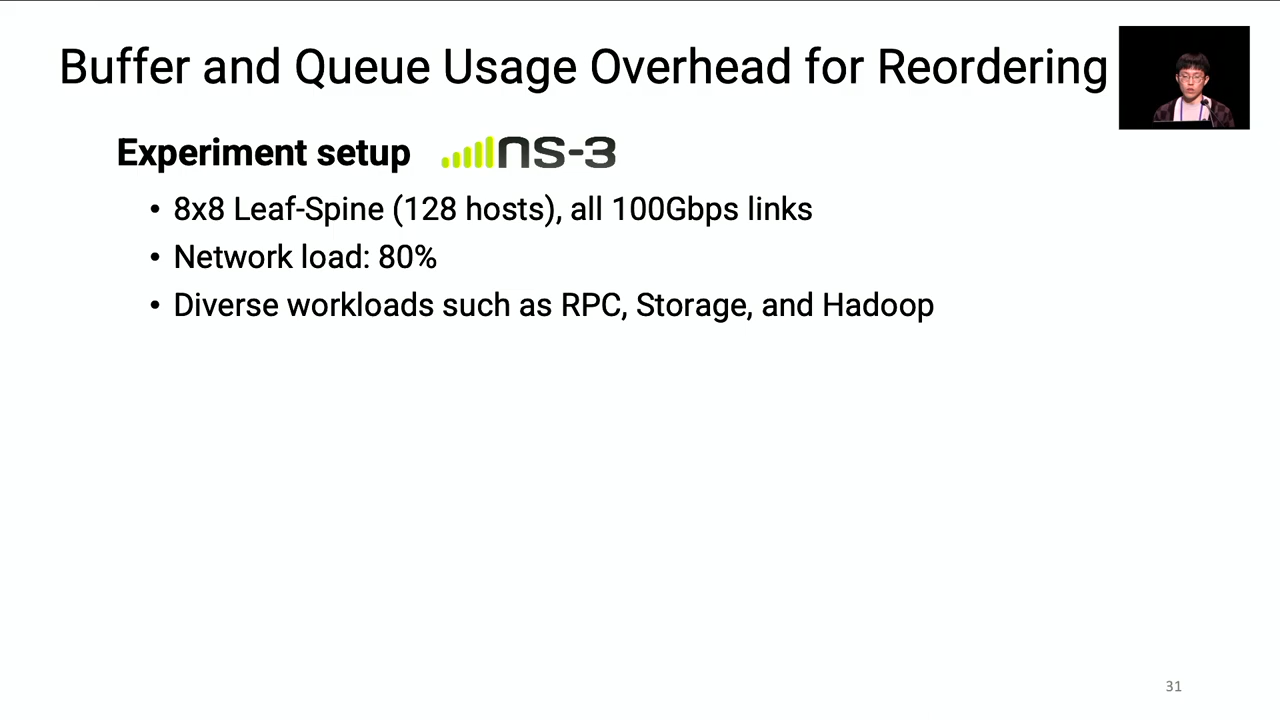 Buffer and Queue Usage Overhead for Reordering
Experiment setup
ns-3
• 8x8 Leaf-Spine (128 hosts), all 100Gbps links
• Network load: 80%
• Diverse workloads such as RPC, Storage, and Hadoop
31